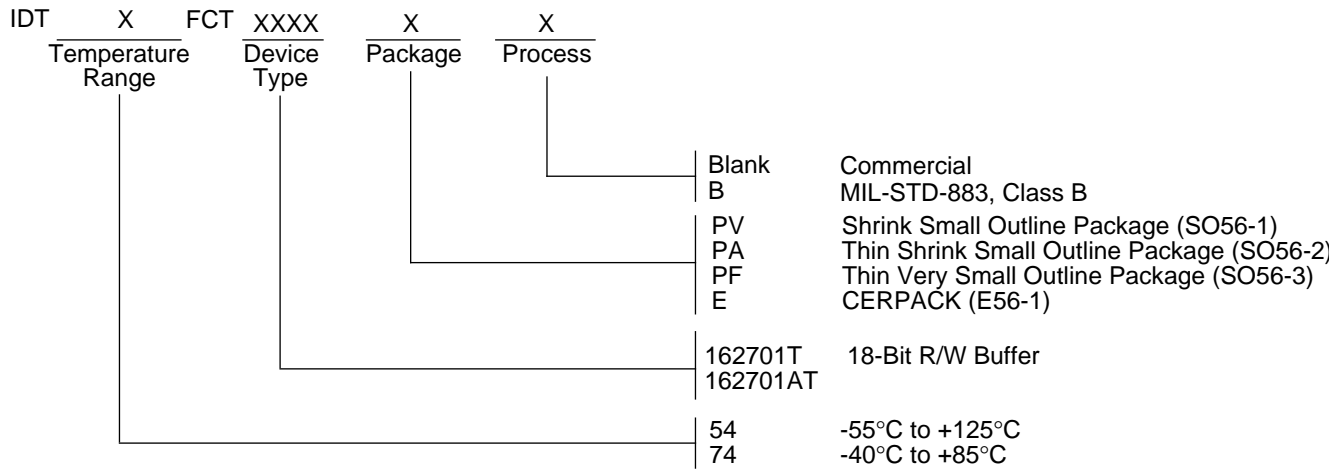 IDT X FCT XXXX X X
Temperature Range Device Type Package Process
Blank Commercial
B MIL-STD-883, Class B
PV Shrink Small Outline Package (SO56-1)
PA Thin Shrink Small Outline Package (SO56-2)
PF Thin Very Small Outline Package (SO56-3)
E CERPACK (E56-1)
162701T 18-Bit R/W Buffer
162701AT
54 -55°C to +125°C
74 -40°C to +85°C